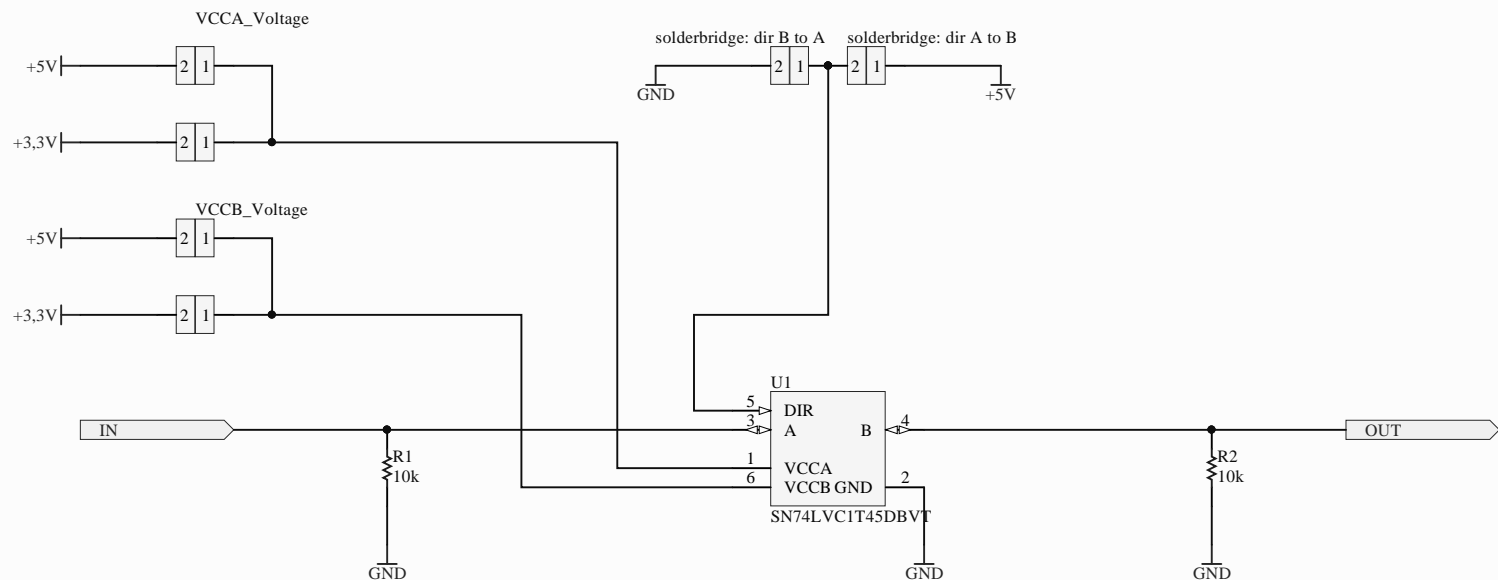 VCCA_Voltage
solderbridge: dir B to A
solderbridge: dir A to B
+5V
2 1
2 1
2 1
GND
+5V
+3,3V
2 1
VCCB_Voltage
+5V
2 1
+3,3V
2 1
U1
5
DIR
IN
3
A
B
4
OUT
R1
10k
1
VCCA
R2
10k
6
VCCB GND
2
SN74LVC1T45DBVT
GND
GND
GND